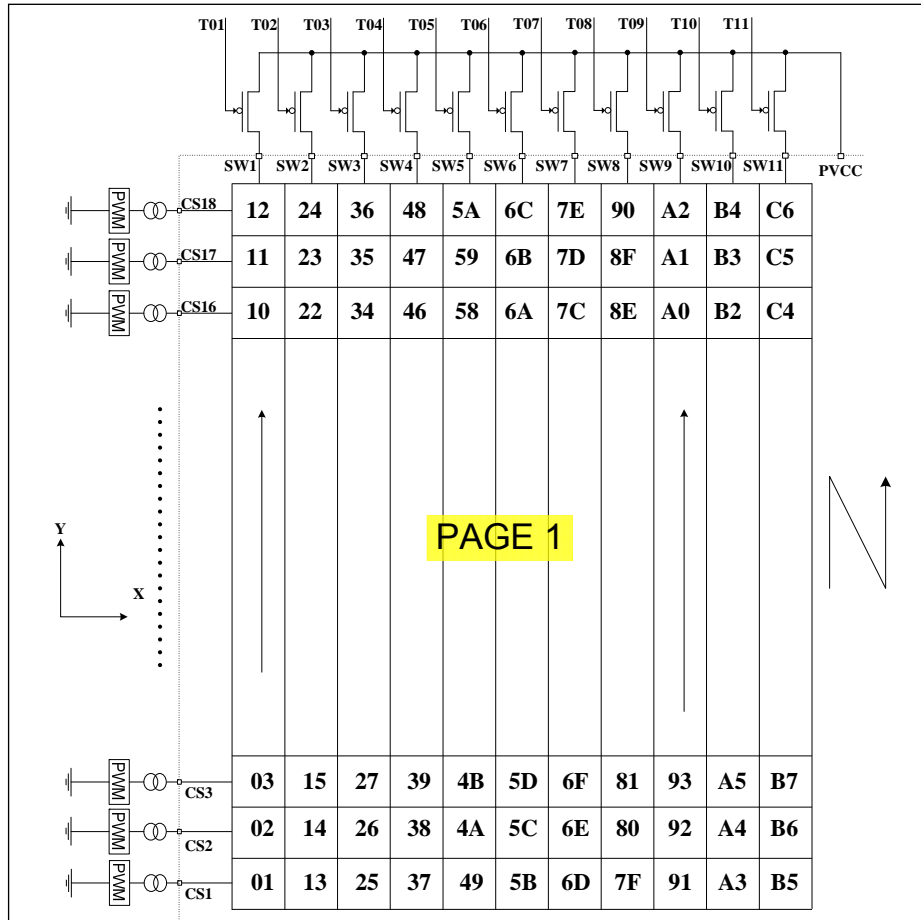 T01 T02 T03 T04 T05 T06 T07 T08 T09 T10 T11
SW1 SW2 SW3 SW4 SW5 SW6 SW7 SW8 SW9 SW10 SW11 PVCC
PWM CS18 12 24 36 48 5A 6C 7E 90 A2 B4 C6
PWM CS17 11 23 35 47 59 6B 7D 8F A1 B3 C5
PWM CS16 10 22 34 46 58 6A 7C 8E A0 B2 C4
Y
PAGE 1
X
PWM CS3 03 15 27 39 4B 5D 6F 81 93 A5 B7
PWM CS2 02 14 26 38 4A 5C 6E 80 92 A4 B6
PWM CS1 01 13 25 37 49 5B 6D 7F 91 A3 B5